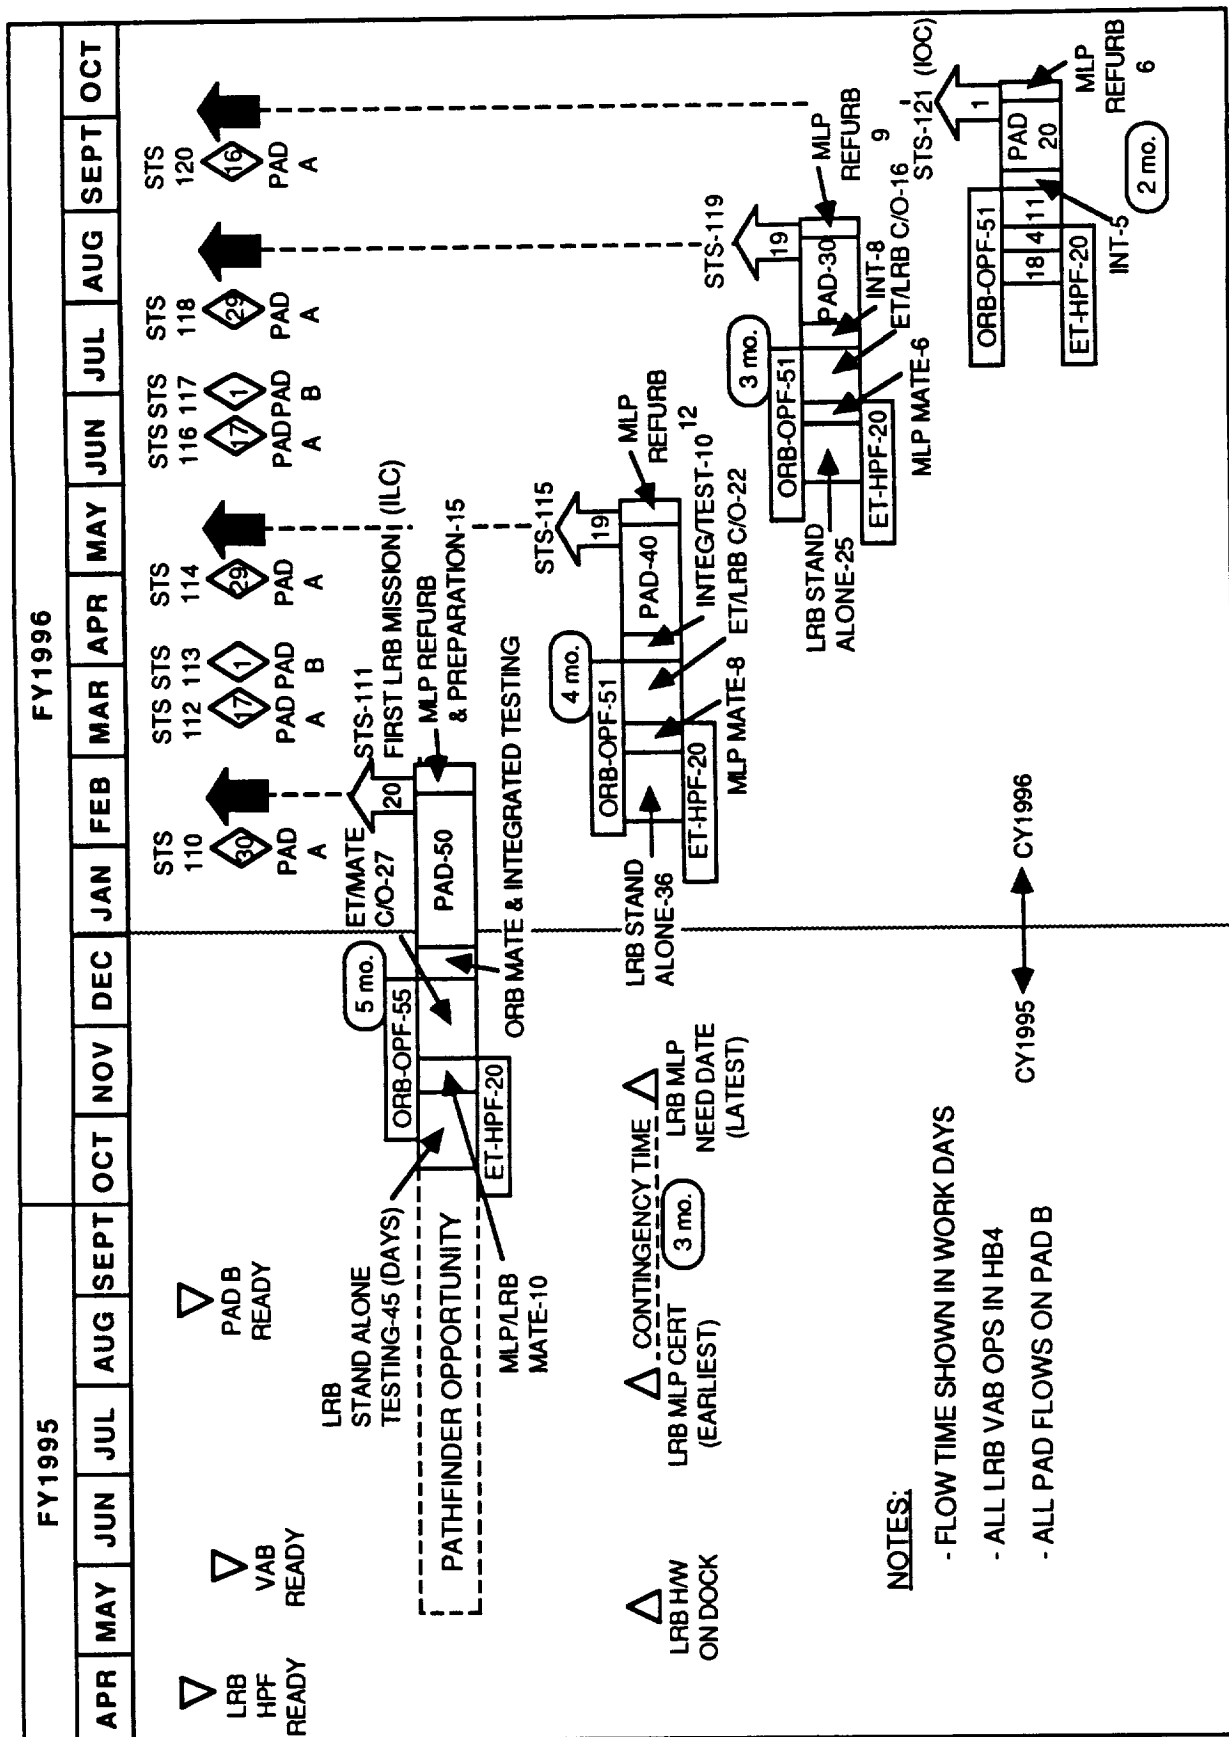 FY1995
FY1996
APR MAY JUN JUL AUG SEPT OCT NOV DEC JAN FEB MAR APR MAY JUN JUL AUG SEPT OCT
LRB
HPF
READY
VAB
READY
PAD B
READY
STS
110
30
PAD
A
STS STS
112 113
17 1
PAD PAD
A B
STS
114
29
PAD
A
STS STS
116 117
17 1
PAD PAD
A B
STS
118
29
PAD
A
STS
120
16
PAD
A
LRB
STAND ALONE
TESTING-45 (DAYS)
PATHFINDER OPPORTUNITY
MLP/LRB
MATE-10
5 mo.
ORB-OPF-55
ET-HPF-20
ET/MATE
C/O-27
PAD-50
20
STS-111
FIRST LRB MISSION (ILC)
MLP REFURB
& PREPARATION-15
ORB MATE & INTEGRATED TESTING
4 mo.
ORB-OPF-51
ET-HPF-20
LRB STAND
ALONE-36
MLP MATE-8
PAD-40
19
STS-115
MLP
REFURB
12
INTEG/TEST-10
ET/LRB C/O-22
3 mo.
ORB-OPF-51
ET-HPF-20
LRB STAND
ALONE-25
MLP MATE-6
PAD-30
19
STS-119
MLP
REFURB
9
INT-8
ET/LRB C/O-16
ORB-OPF-51
18 4 11
ET-HPF-20
INT-5
PAD
20
1
STS-121 (IOC)
MLP
REFURB
6
2 mo.
LRB H/W
ON DOCK
LRB MLP CERT
(EARLIEST)
CONTINGENCY TIME
3 mo.
LRB MLP
NEED DATE
(LATEST)
CY1995 CY1996
NOTES:
- FLOW TIME SHOWN IN WORK DAYS
- ALL LRB VAB OPS IN HB4
- ALL PAD FLOWS ON PAD B